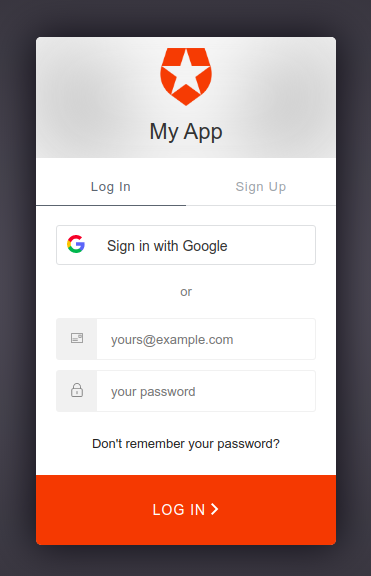 My App
Log In
Sign Up
Sign in with Google
or
yours@example.com
your password
Don't remember your password?
LOG IN